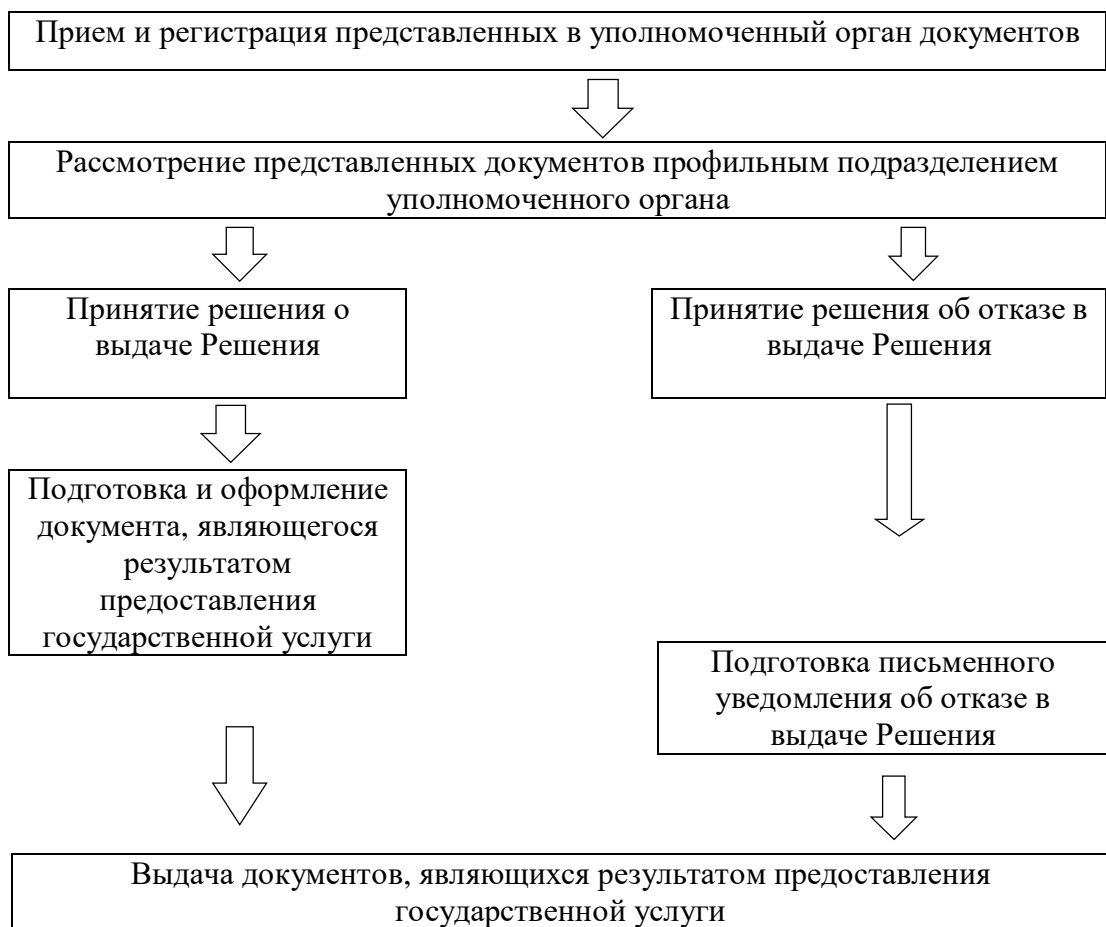 Прием и регистрация представленных в уполномоченный орган документов
Рассмотрение представленных документов профильным подразделением
уполномоченного органа
Принятие решения о
выдаче Решения
Принятие решения об отказе в
выдаче Решения
Подготовка и оформление
документа, являющегося
результатом
предоставления
государственной услуги
Подготовка письменного
уведомления об отказе в
выдаче Решения
Выдача документов, являющихся результатом предоставления
государственной услуги